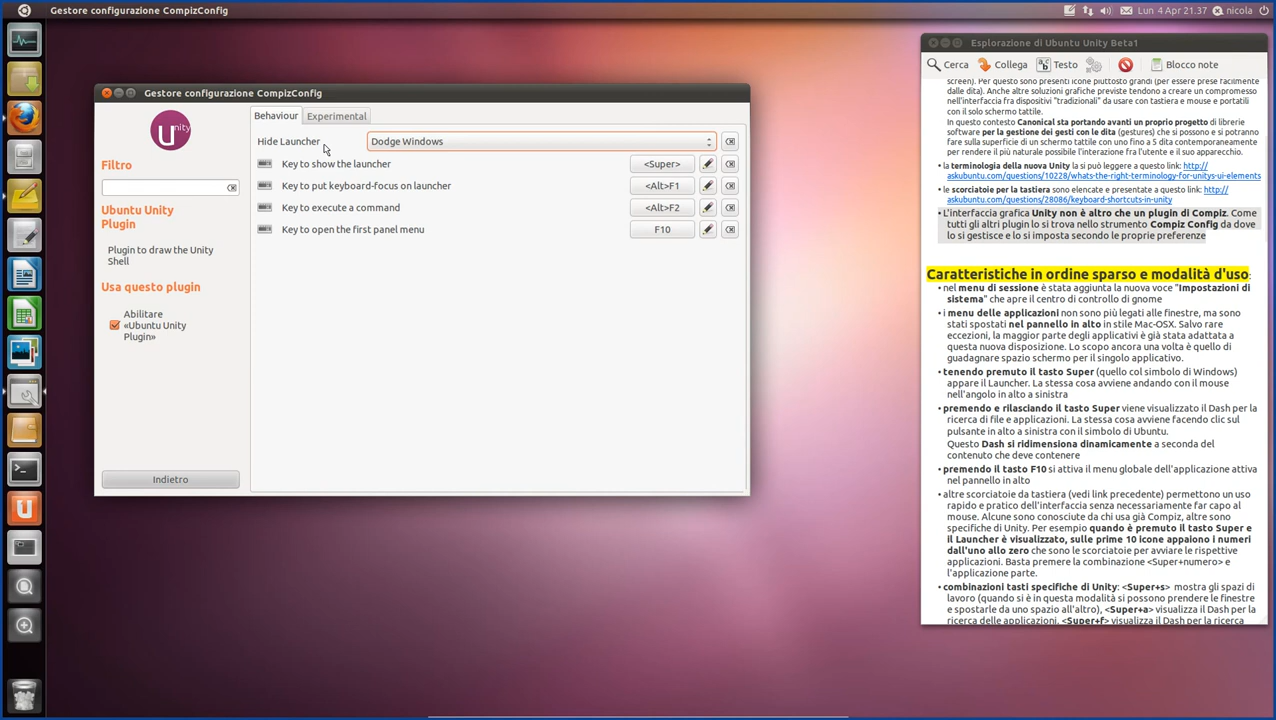 Gestore configurazione CompizConfig
Lun 4 Apr 21.37
nicola
Gestore configurazione CompizConfig
unity
Filtro
Ubuntu Unity
Plugin
Plugin to draw the Unity
Shell
Usa questo plugin
Abilitare
«Ubuntu Unity
Plugin»
Indietro
Behaviour
Experimental
Hide Launcher
Dodge Windows
Key to show the launcher
<Super>
Key to put keyboard-focus on launcher
<Alt>F1
Key to execute a command
<Alt>F2
Key to open the first panel menu
F10
Esplorazione di Ubuntu Unity Beta1
Cerca
Collega
Testo
Blocco note
screen). Per questo sono presenti icone piuttosto grandi (per essere prese facilmente
dalle dita). Anche altre soluzioni grafiche previste tendono a creare un compromesso
nell'interfaccia fra dispositivi "tradizionali" da usare con tastiera e mouse e portatili
con il solo schermo touch.
In questo contesto Canonical sta portando avanti un proprio progetto di librerie
software per la gestione dei gesti con le dita (gestures) che si possono e si potranno
fare sulla superficie di un schermo tattile con uno fino a 5 dita contemporaneamente
per rendere il più naturale possibile l'interazione fra l'utente e il suo apparecchio.
• la terminologia della nuova Unity la si può leggere a questo link: http://
askubuntu.com/questions/10228/whats-the-right-terminology-for-unitys-ui-elements
• le scorciatoie per la tastiera sono elencate e presentate a questo link: http://
askubuntu.com/questions/28086/keyboard-shortcuts-in-unity
• L'interfaccia grafica Unity non è altro che un plugin di Compiz. Come
tutti gli altri plugin lo si trova nello strumento Compiz Config da dove
lo si gestisce e lo si imposta secondo le proprie preferenze
Caratteristiche in ordine sparso e modalità d'uso:
• nel menu di sessione è stata aggiunta la nuova voce "Impostazioni di
sistema" che apre il centro di controllo di gnome
• i menu delle applicazioni non sono più legati alle finestre, ma sono
stati spostati nel pannello in alto in stile Mac-OSX. Salvo rare
eccezioni, la maggior parte degli applicativi è già stata adattata a
questa nuova disposizione. Lo scopo ancora una volta è quello di
guadagnare spazio schermo per il singolo applicativo.
• tenendo premuto il tasto Super (quello col simbolo di Windows)
appare il Launcher. La stessa cosa avviene andando con il mouse
nell'angolo in alto a sinistra
• premendo e rilasciando il tasto Super viene visualizzato il Dash per la
ricerca di file e applicazioni. La stessa cosa avviene facendo clic sul
pulsante in alto a sinistra con il simbolo di Ubuntu.
Questo Dash si ridimensiona dinamicamente a seconda del
contenuto che deve contenere
• premendo il tasto F10 si attiva il menu globale dell'applicazione attiva
nel pannello in alto
• altre scorciatoie da tastiera (vedi link precedente) permettono un uso
rapido e pratico dell'interfaccia senza necessariamente far capo al
mouse. Alcune sono conosciute da chi usa già Compiz, altre sono
specifiche di Unity. Per esempio quando è premuto il tasto Super e
il Launcher è visualizzato, sulle prime 10 icone appaiono i numeri
dall'uno allo zero che sono le scorciatoie per avviare le rispettive
applicazioni. Basta premere la combinazione <Super+numero> e
l'applicazione parte.
• combinazioni tasti specifiche di Unity: <Super+s> mostra gli spazi di
lavoro (quando si è in questa modalità si possono prendere le finestre
e spostarle da uno spazio all'altro), <Super+a> visualizza il Dash per la
ricerca delle applicazioni, <Super+f> visualizza il Dash per la ricerca